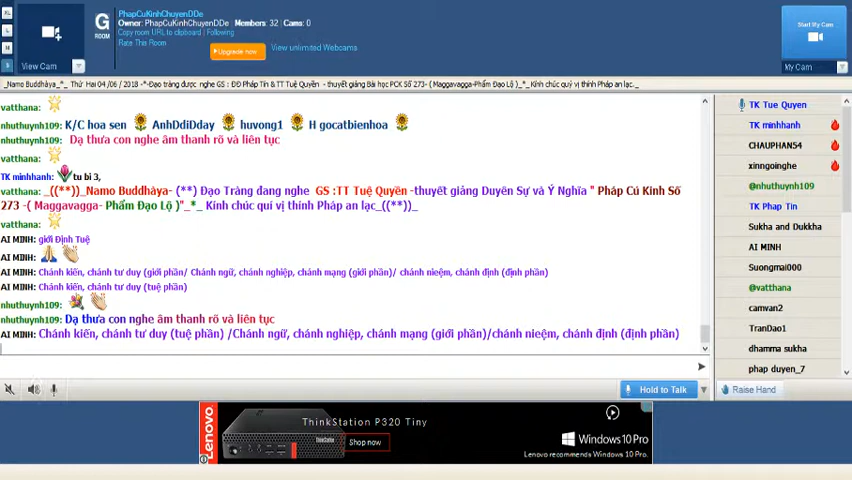 PhapCuKinhChuyenDDe
Owner: PhapCuKinhChuyenDDe Members: 32 / Cams: 0
Copy room URL to clipboard | Following
Rate This Room
G
ROOM
Upgrade now
View unlimited Webcams
View Cam
Start My Cam
My Cam
_Namo Buddhàya_*_ Thứ Hai 04 /06 / 2018 -*-Đạo tràng được nghe GS : ĐĐ Pháp Tín & TT Tuệ Quyền - thuyết giảng Bài học PCK Số 273-( Maggavagga-Phẩm Đạo Lộ )_*_ Kính chúc quý vị thính Pháp an lạc._
vatthana:
nhuthuynh109: K/C hoa sen AnhDdiDday huvong1 H gocatbienhoa
nhuthuynh109: Dạ thưa con nghe âm thanh rõ và liên tục
vatthana:
TK minhhanh: tu bi 3,
vatthana: _((**))_Namo Buddhàya- (**) Đạo Tràng đang nghe GS :TT Tuệ Quyền -thuyết giảng Duyên Sự và Ý Nghĩa " Pháp Cú Kinh Số
273 -( Maggavagga- Phẩm Đạo Lộ )"_*_ Kính chúc quí vị thính Pháp an lạc_((**))_
vatthana:
AI MINH: giới Định Tuệ
AI MINH:
AI MINH: Chánh kiến, chánh tư duy (giới phần/ Chánh ngữ, chánh nghiệp, chánh mạng (giới phần)/ chánh nieệm, chánh định (định phần)
AI MINH: Chánh kiến, chánh tư duy (tuệ phần)
nhuthuynh109:
nhuthuynh109: Dạ thưa con nghe âm thanh rõ và liên tục
AI MINH: Chánh kiến, chánh tư duy (tuệ phần) /Chánh ngữ, chánh nghiệp, chánh mạng (giới phần)/chánh nieệm, chánh định (định phần)
TK Tue Quyen
TK minhhanh
CHAUPHAN54
xinngoinghe
@nhuthuynh109
TK Phap Tin
Sukha and Dukkha
AI MINH
Suongmai000
@vatthana
camvan2
TranDao1
dhamma sukha
phap duyen_7
Hold to Talk
Raise Hand
Lenovo
ThinkStation P320 Tiny
Shop now
Windows 10 Pro
Lenovo recommends Windows 10 Pro.